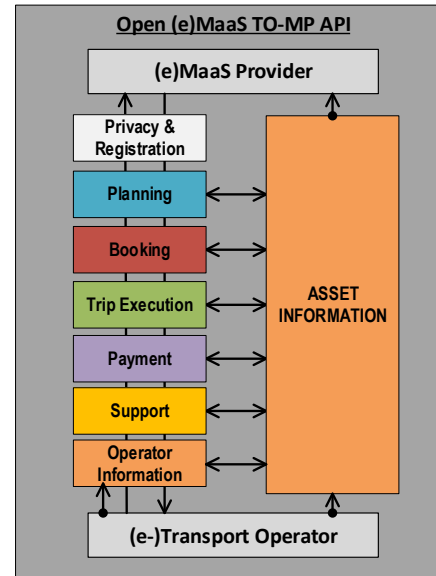 Open (e)MaaS TO-MP API
(e)MaaS Provider
Privacy &
Registration
Planning
Booking
Trip Execution
Payment
Support
Operator
Information
ASSET
INFORMATION
(e-)Transport Operator